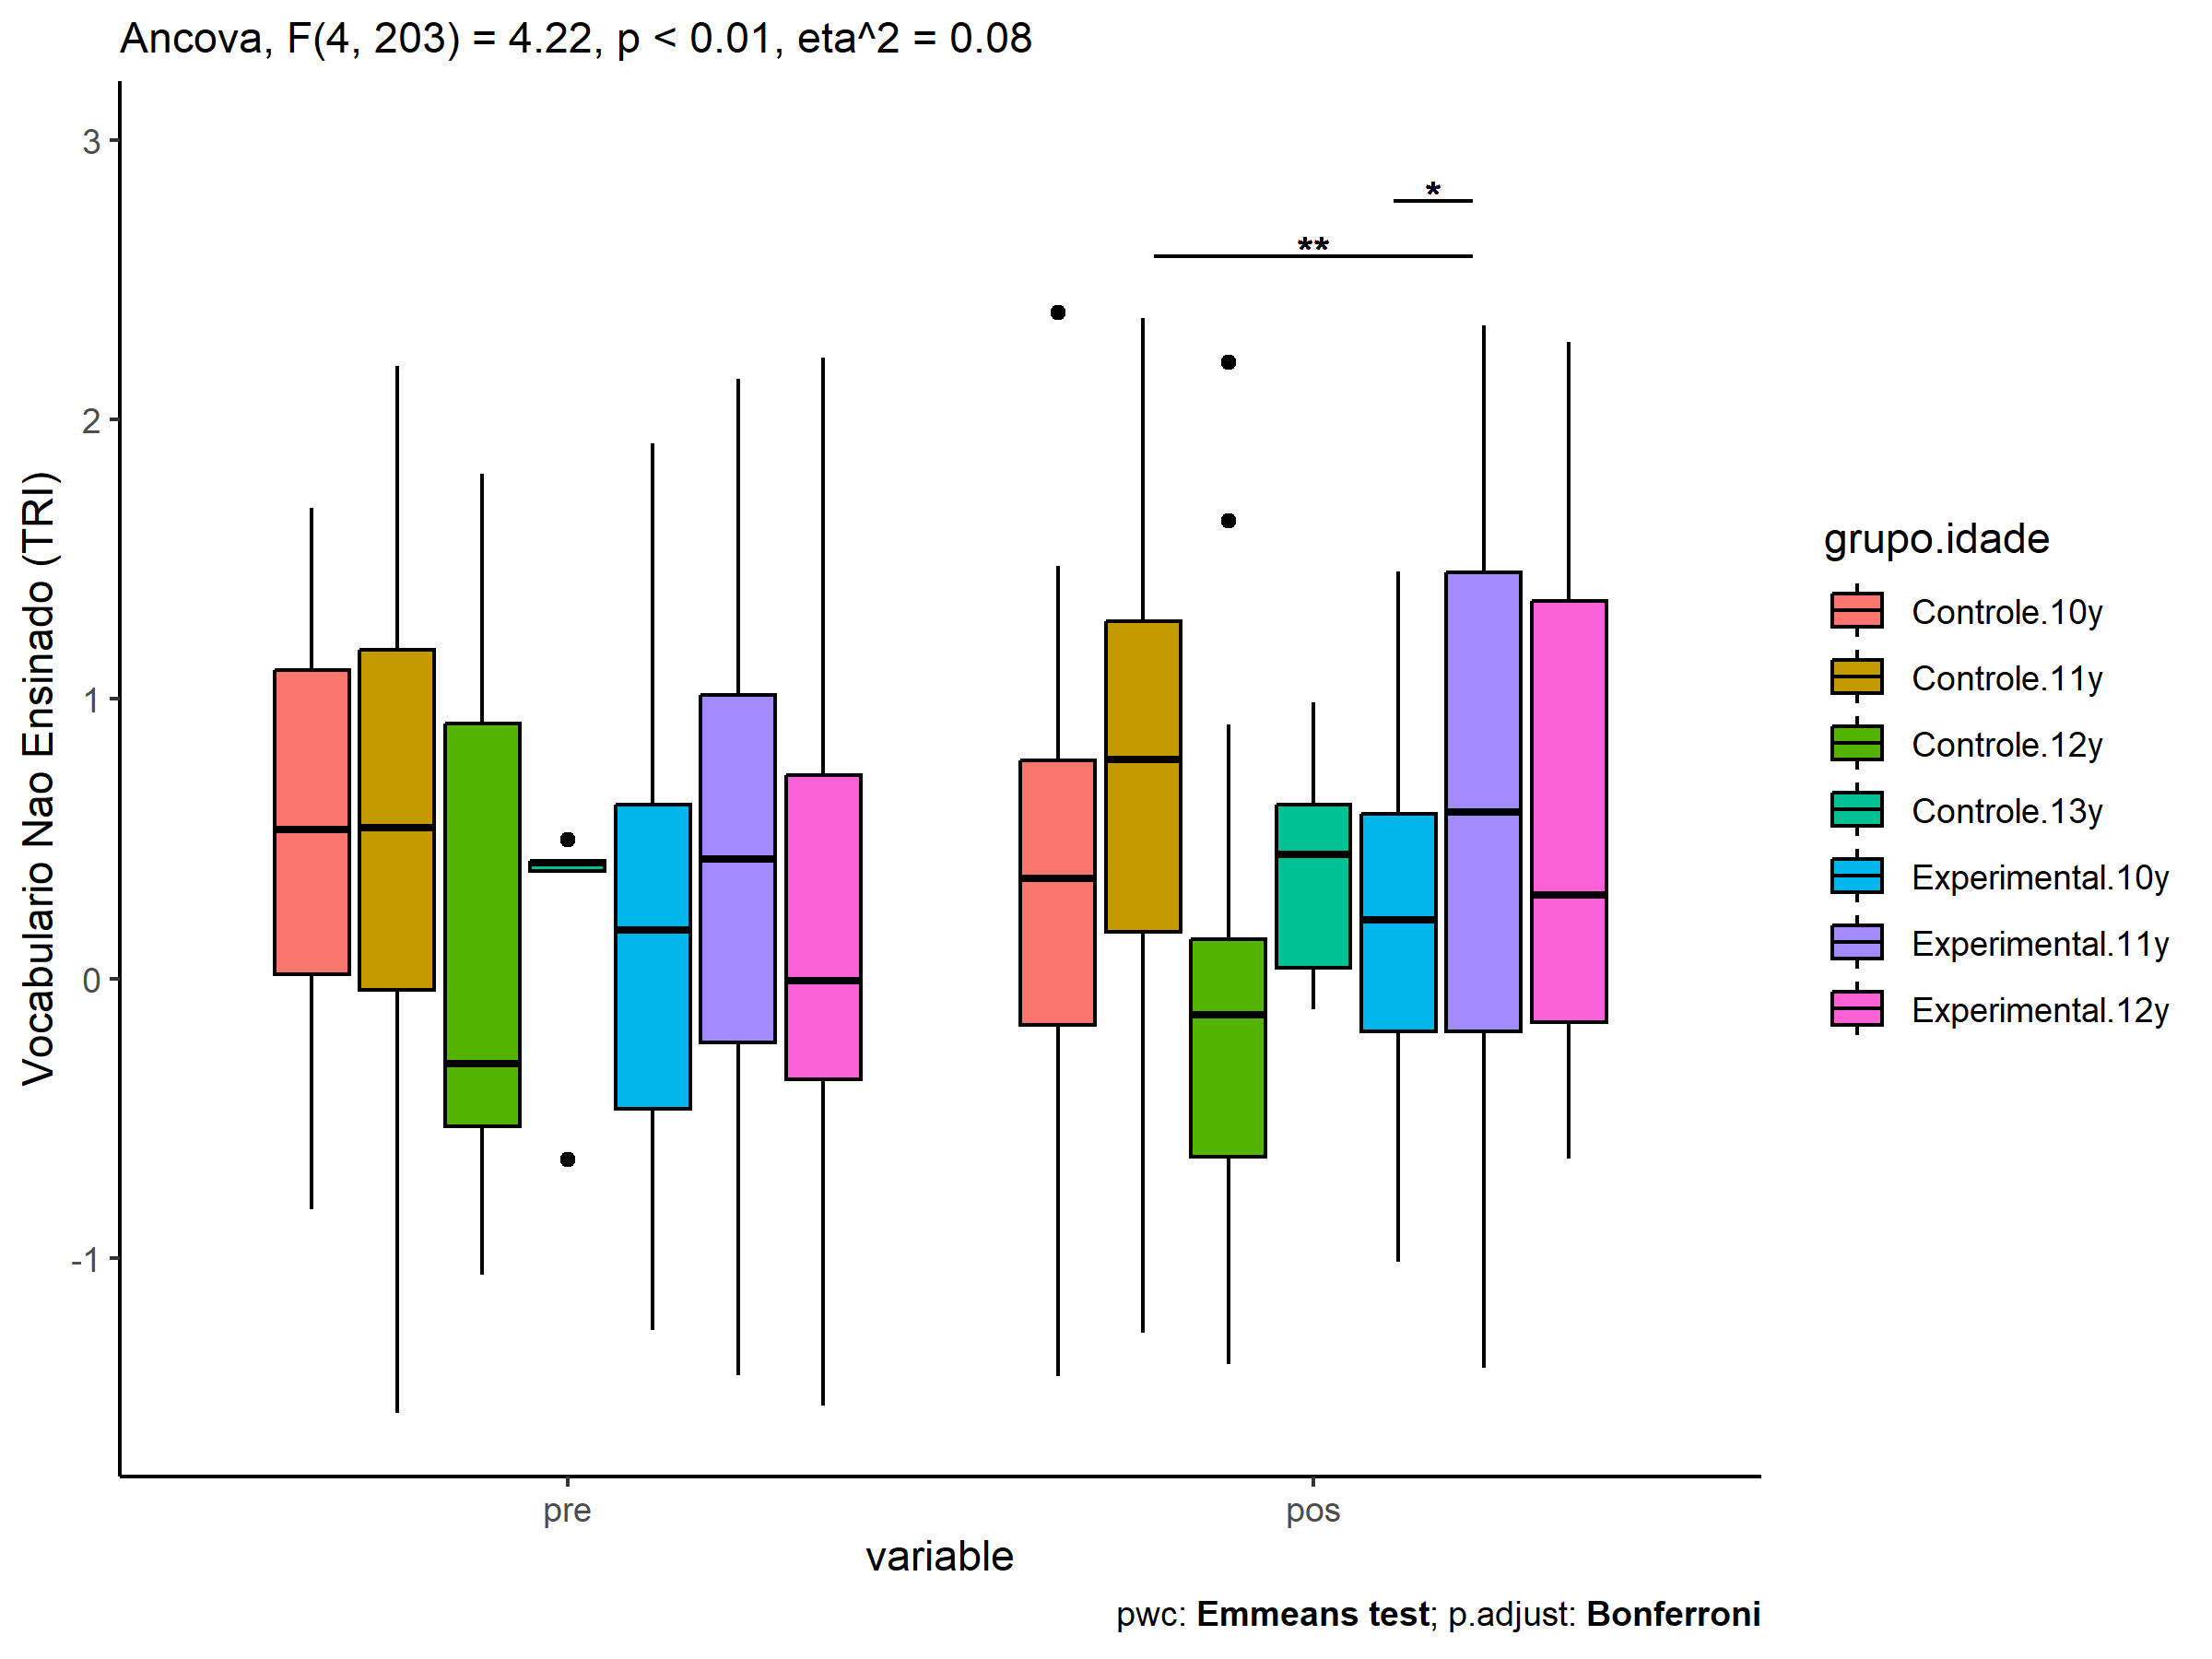 Ancova, F(4, 203) = 4.22, p < 0.01, eta^2 = 0.08
Vocabulario Nao Ensinado (TRI)
3
2
1
0
-1
*
**
pre
pos
variable
grupo.idade
Controle.10y
Controle.11y
Controle.12y
Controle.13y
Experimental.10y
Experimental.11y
Experimental.12y
pwc: Emmeans test; p.adjust: Bonferroni